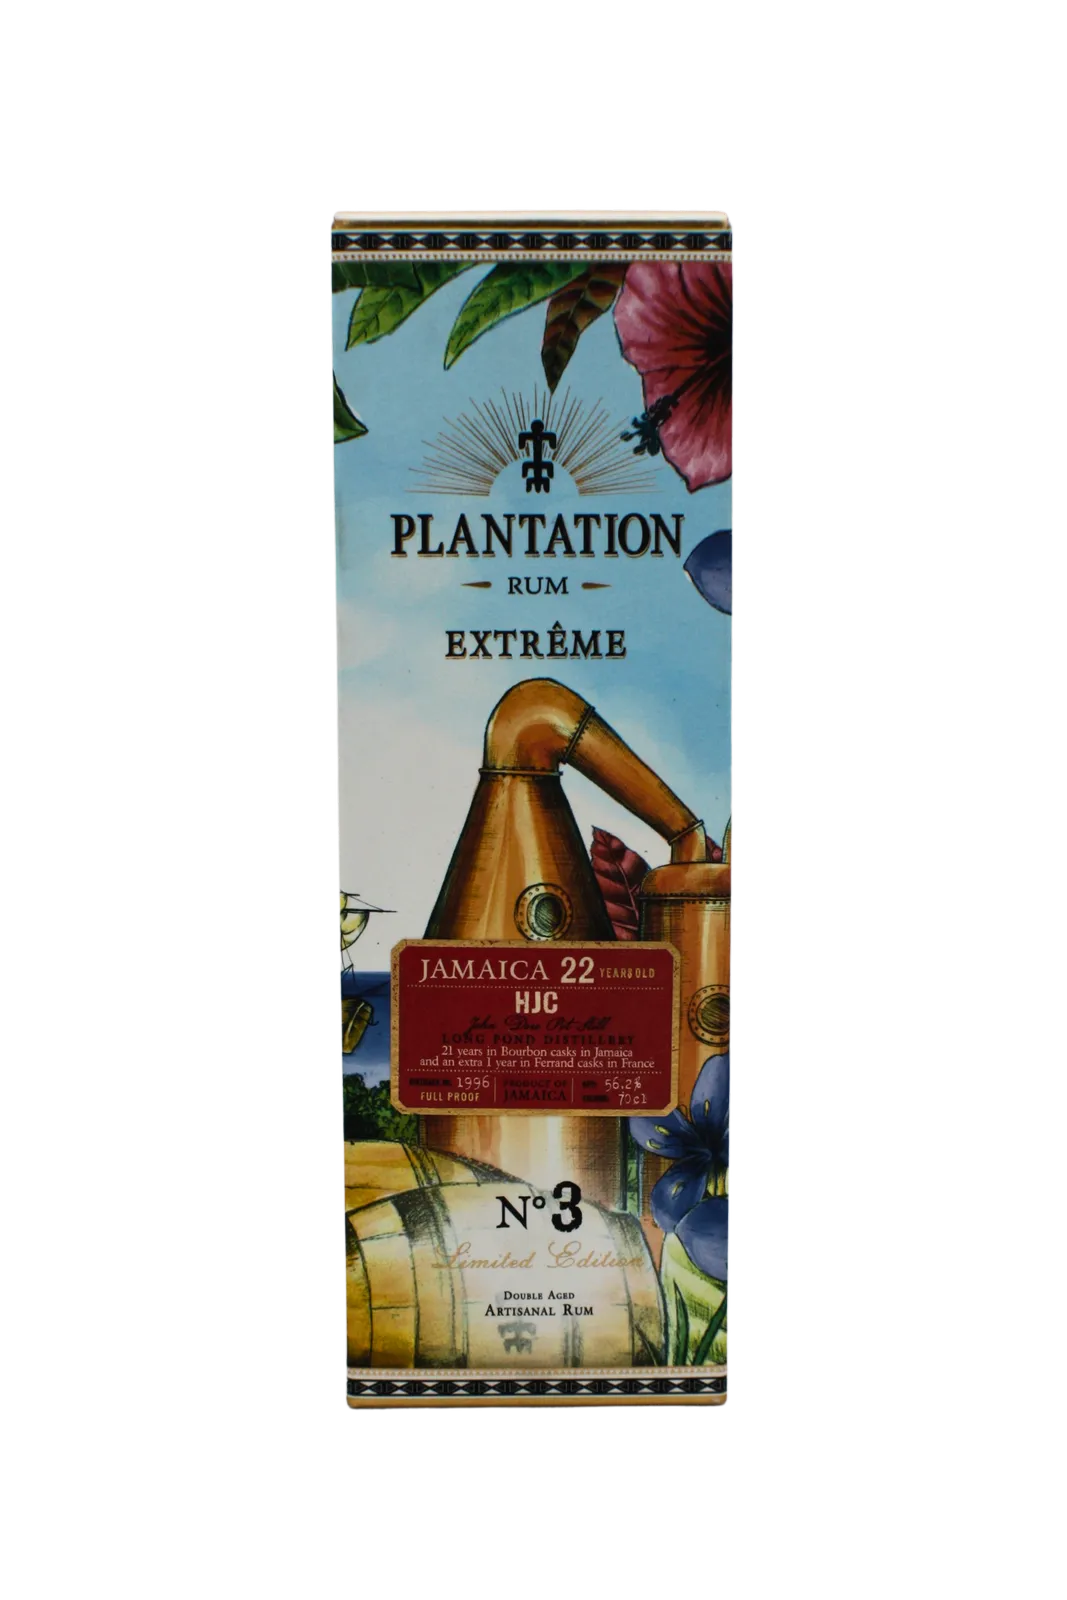 PLANTATION
RUM
EXTRÊME
JAMAICA 22 YEARS OLD
HJC
John Dore Pot Still
LONG POND DISTILLERY
21 years in Bourbon casks in Jamaica
and an extra 1 year in Ferrand casks in France
1996 PRODUCT OF 56.2%
FULL PROOF JAMAICA 70cl
N°3
Limited Edition
DOUBLE AGED
ARTISANAL RUM